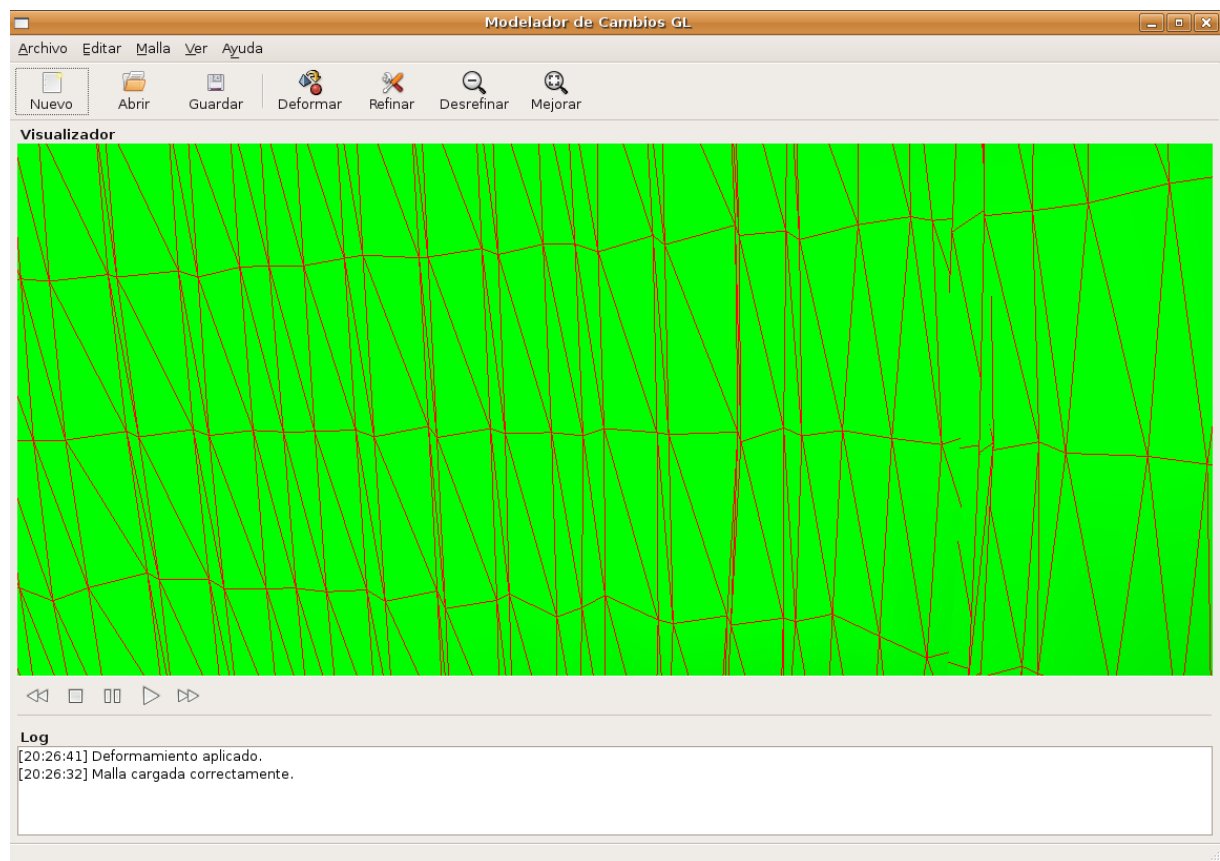 Modelador de Cambios GL
Archivo Editar Malla Ver Ayuda
Nuevo Abrir Guardar Deformar Refinar Desrefinar Mejorar
Visualizador
Log
[20:26:41] Deformamiento aplicado.
[20:26:32] Malla cargada correctamente.